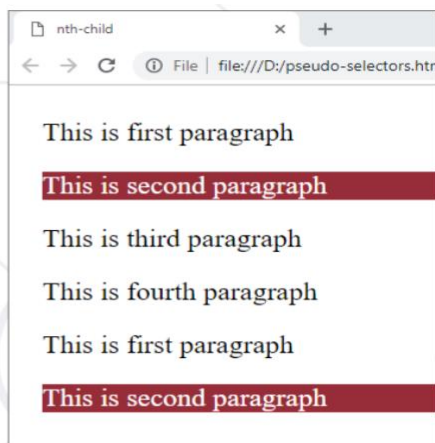 nth-child
File | file:///D:/pseudo-selectors.htm
This is first paragraph
This is second paragraph
This is third paragraph
This is fourth paragraph
This is first paragraph
This is second paragraph